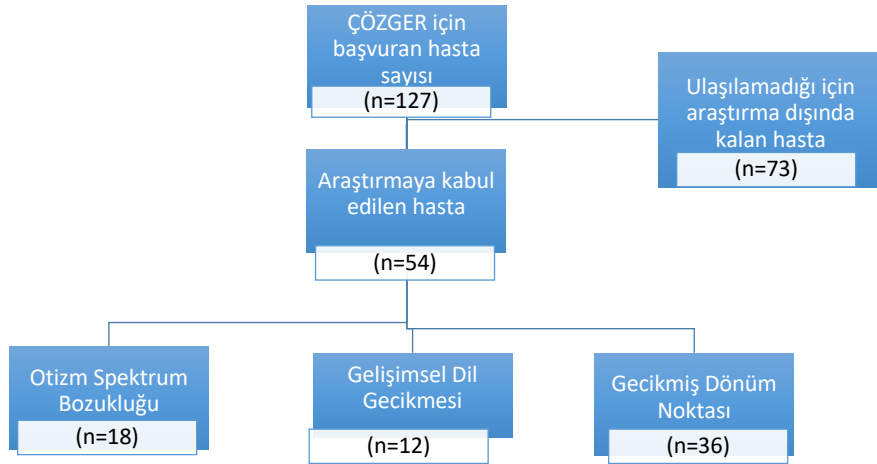 ÇÖZGER için
başvuran hasta
sayısı
(n=127)
Ulaşılamadığı için
araştırma dışında
kalan hasta
(n=73)
Araştırmaya kabul
edilen hasta
(n=54)
Otizm Spektrum
Bozukluğu
(n=18)
Gelişimsel Dil
Gecikmesi
(n=12)
Gecikmiş Dönüm
Noktası
(n=36)